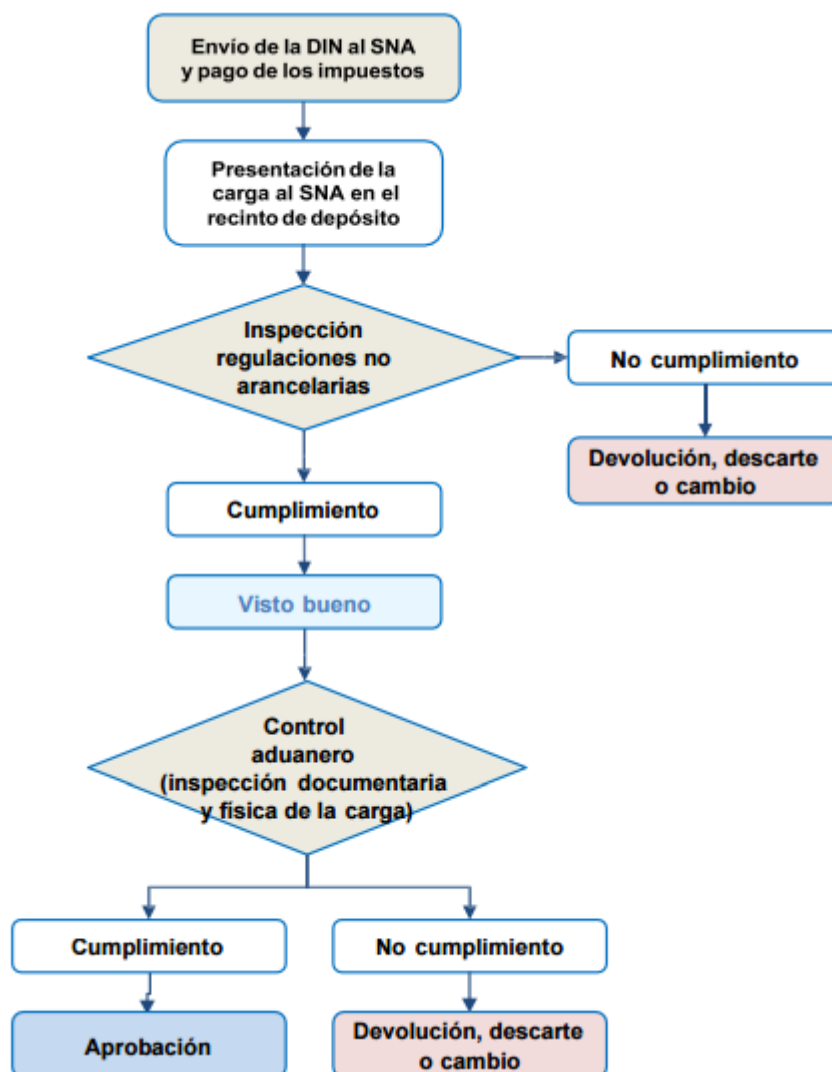 Envío de la DIN al SNA
y pago de los impuestos
Presentación de la
carga al SNA en el
recinto de depósito
Inspección
regulaciones no
arancelarias
No cumplimiento
Devolución, descarte
o cambio
Cumplimiento
Visto bueno
Control
aduanero
(inspección documentaria
y física de la carga)
Cumplimiento
No cumplimiento
Aprobación
Devolución, descarte
o cambio